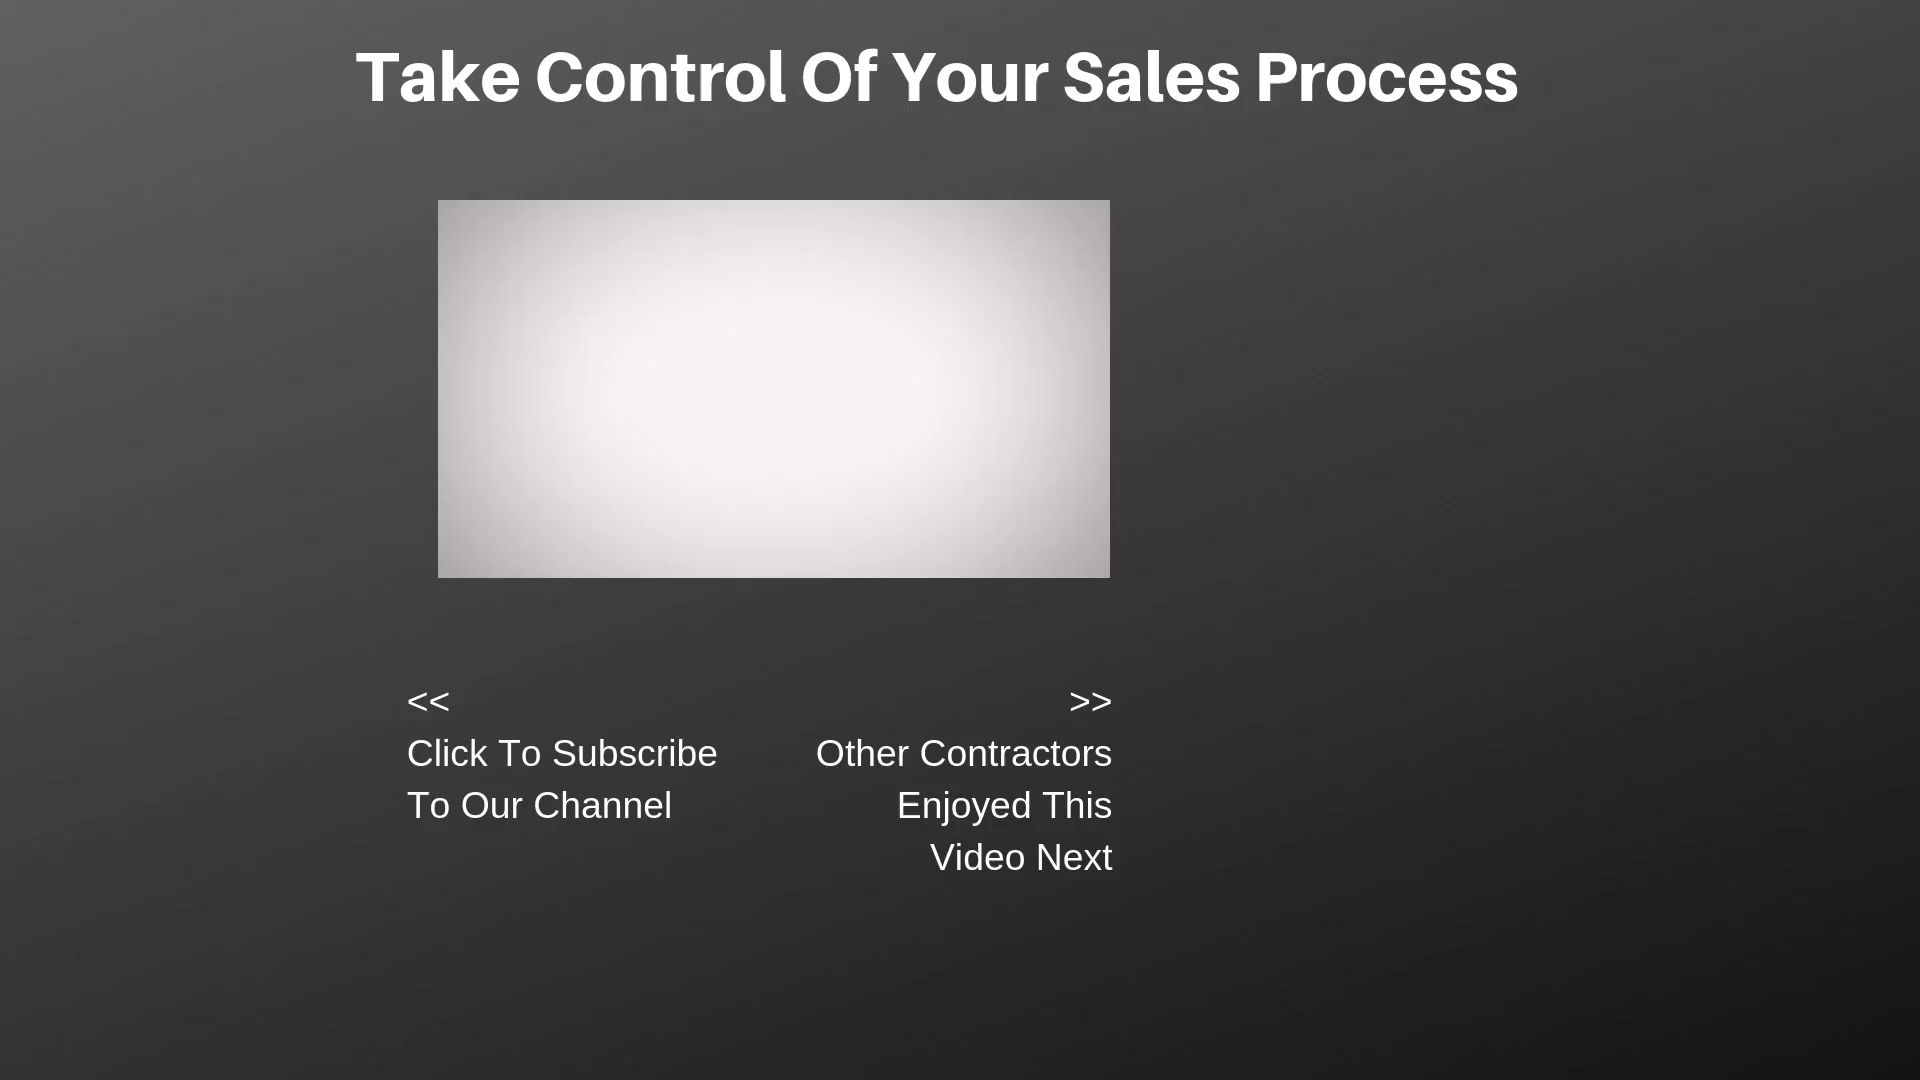 Take Control Of Your Sales Process
<<
Click To Subscribe
To Our Channel
>>
Other Contractors
Enjoyed This
Video Next